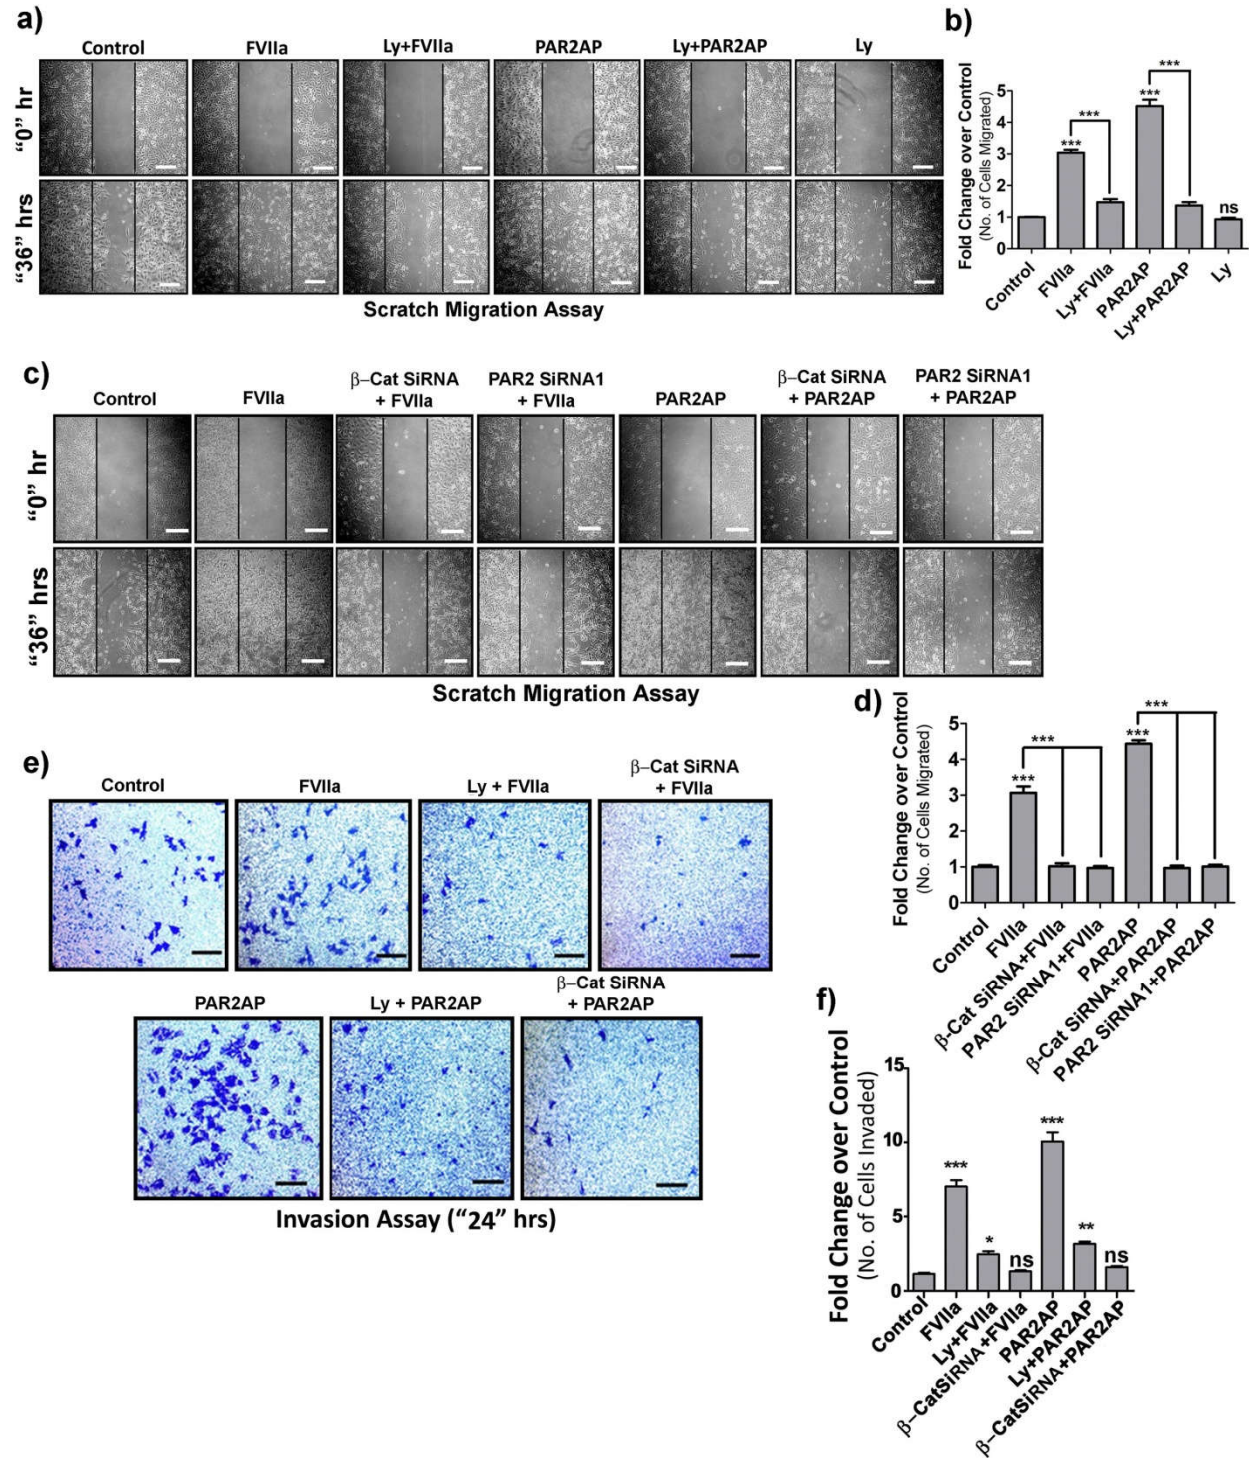 a)
Control
FVIIa
Ly+FVIIa
PAR2AP
Ly+PAR2AP
Ly
“0” hr
“36” hrs
Scratch Migration Assay
b)
Fold Change over Control
(No. of Cells Migrated)
5
4
3
2
1
0
***
***
***
***
ns
Control
FVIIa
Ly+FVIIa
PAR2AP
Ly+PAR2AP
Ly
c)
Control
FVIIa
β–Cat SiRNA
+ FVIIa
PAR2 SiRNA1
+ FVIIa
PAR2AP
β–Cat SiRNA
+ PAR2AP
PAR2 SiRNA1
+ PAR2AP
“0” hr
“36” hrs
Scratch Migration Assay
d)
Fold Change over Control
(No. of Cells Migrated)
5
4
3
2
1
0
***
***
***
***
Control
FVIIa
β-Cat SiRNA+FVIIa
PAR2 SiRNA1+FVIIa
PAR2AP
β-Cat SiRNA+PAR2AP
PAR2 SiRNA1+PAR2AP
e)
Control
FVIIa
Ly + FVIIa
β–Cat SiRNA
+ FVIIa
PAR2AP
Ly + PAR2AP
β–Cat SiRNA
+ PAR2AP
Invasion Assay (“24” hrs)
f)
Fold Change over Control
(No. of Cells Invaded)
15
10
5
0
***
*
ns
***
**
ns
Control
FVIIa
Ly+FVIIa
β–CatSiRNA+FVIIa
PAR2AP
Ly+PAR2AP
β–CatSiRNA+PAR2AP